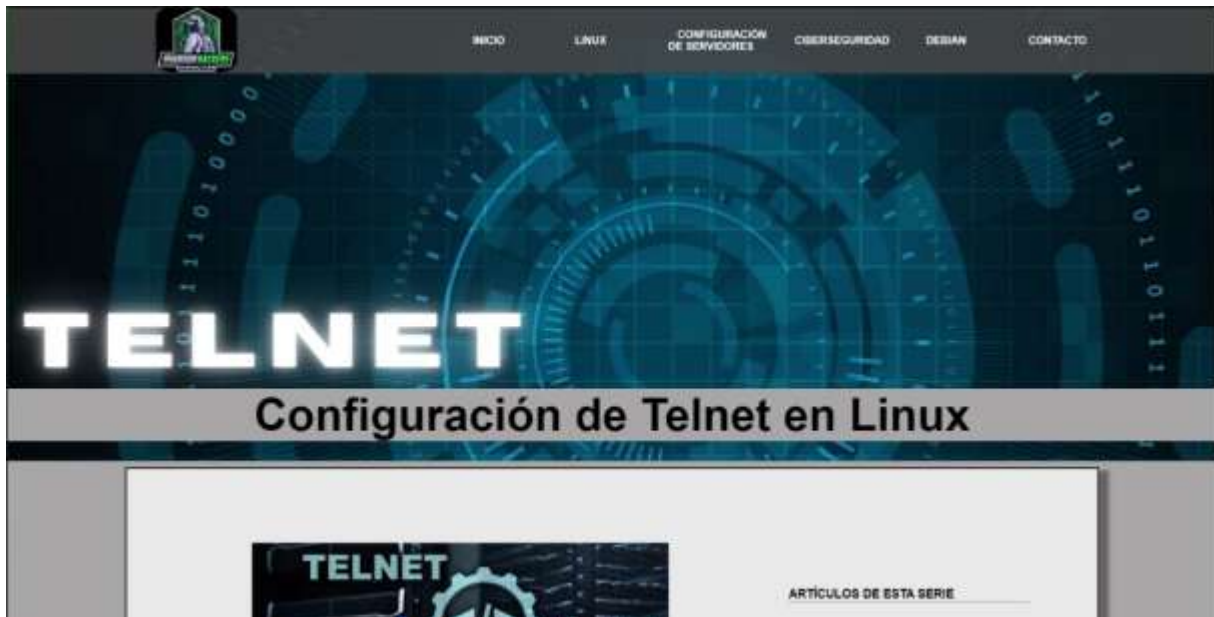 INICIO
LINUX
CONFIGURACIÓN
DE SERVIDORES
CIBERSEGURIDAD
DEBIAN
CONTACTO
TELNET
Configuración de Telnet en Linux
TELNET
ARTÍCULOS DE ESTA SERIE